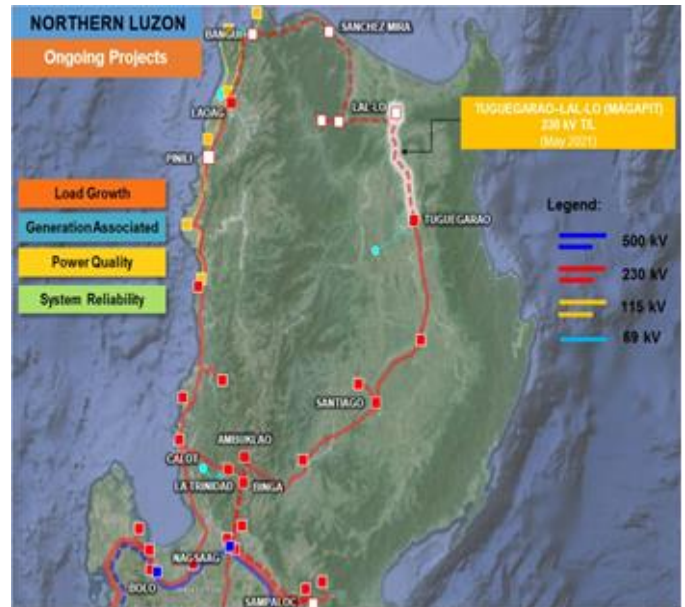 NORTHERN LUZON
Ongoing Projects
BANGUI
SANCHEZ MIRA
LAOAG
LAL-LO
TUGUEGARAO–LAL-LO (MAGAPIT)
230 kV T/L
(May 2021)
PINILI
Load Growth
Generation Associated
Power Quality
System Reliability
TUGUEGARAO
Legend:
500 kV
230 kV
115 kV
69 kV
SANTIAGO
AMBUKLAO
CALOT
LA TRINIDAD
BINGA
NAGSAAG
BOLO
SAMPALOC